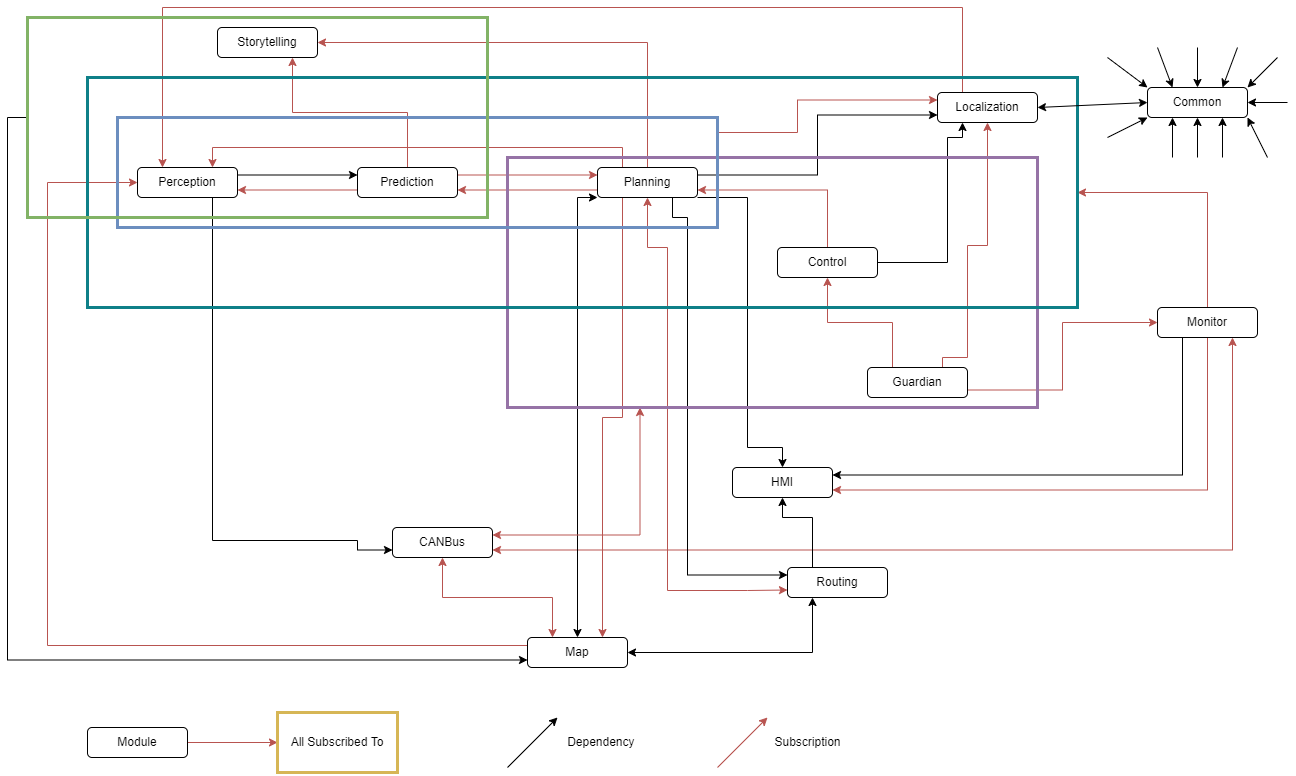 Storytelling
Localization
Common
Perception
Prediction
Planning
Control
Monitor
Guardian
HMI
CANBus
Routing
Map
Module
All Subscribed To
Dependency
Subscription